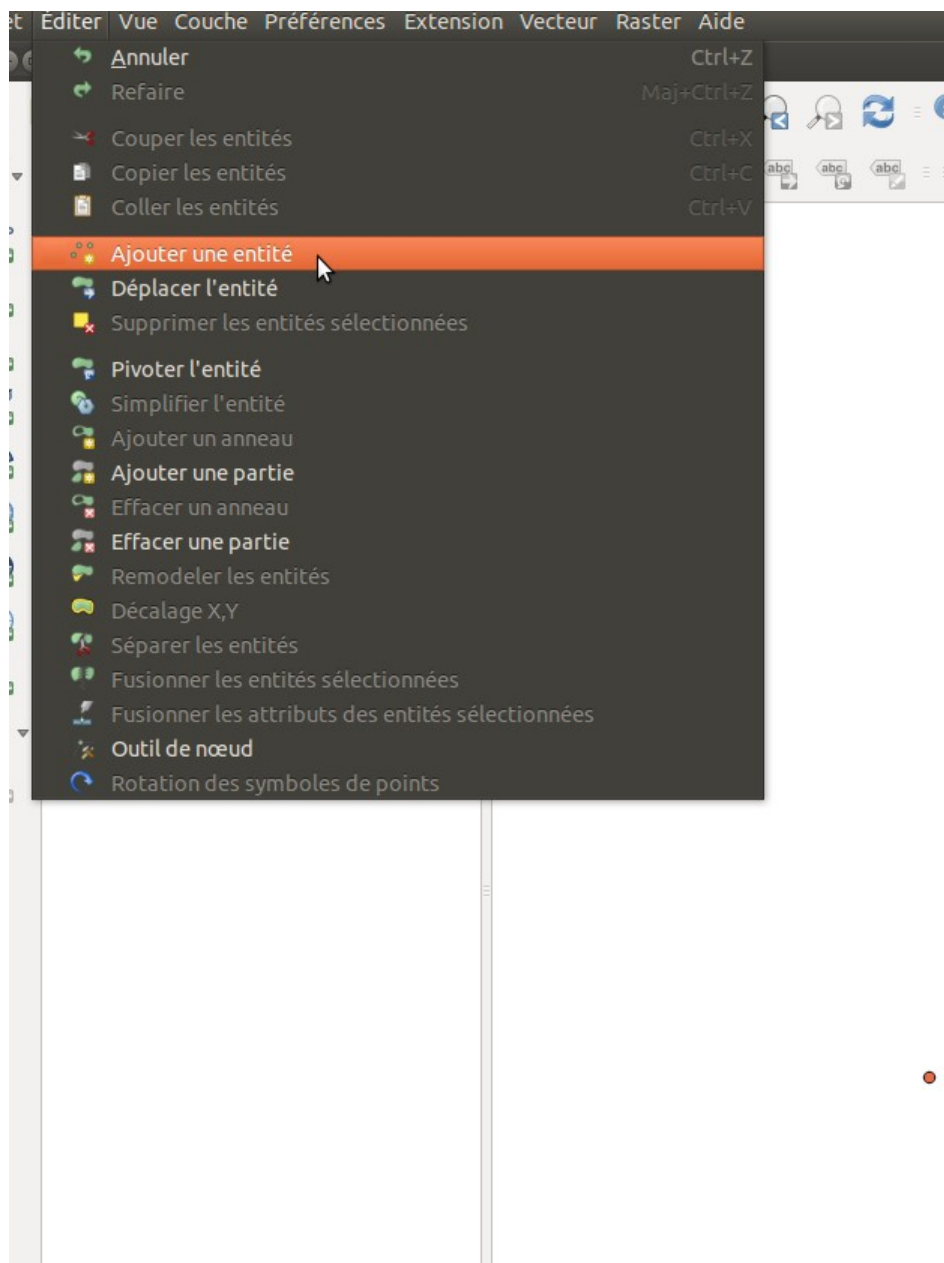 et Éditer Vue Couche Préférences Extension Vecteur Raster Aide
Annuler Ctrl+Z
Refaire Maj+Ctrl+Z
Couper les entités Ctrl+X
Copier les entités Ctrl+C
Coller les entités Ctrl+V
Ajouter une entité
Déplacer l'entité
Supprimer les entités sélectionnées
Pivoter l'entité
Simplifier l'entité
Ajouter un anneau
Ajouter une partie
Effacer un anneau
Effacer une partie
Remodeler les entités
Décalage X,Y
Séparer les entités
Fusionner les entités sélectionnées
Fusionner les attributs des entités sélectionnées
Outil de nœud
Rotation des symboles de points
abc abc abc